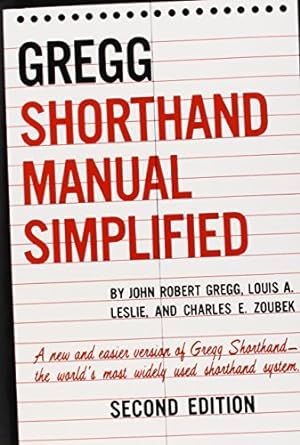 GREGG
SHORTHAND
MANUAL
SIMPLIFIED
BY JOHN ROBERT GREGG, LOUIS A.
LESLIE, AND CHARLES E. ZOUBEK
A new and easier version of Gregg Shorthand—
the world's most widely used shorthand system.
SECOND EDITION